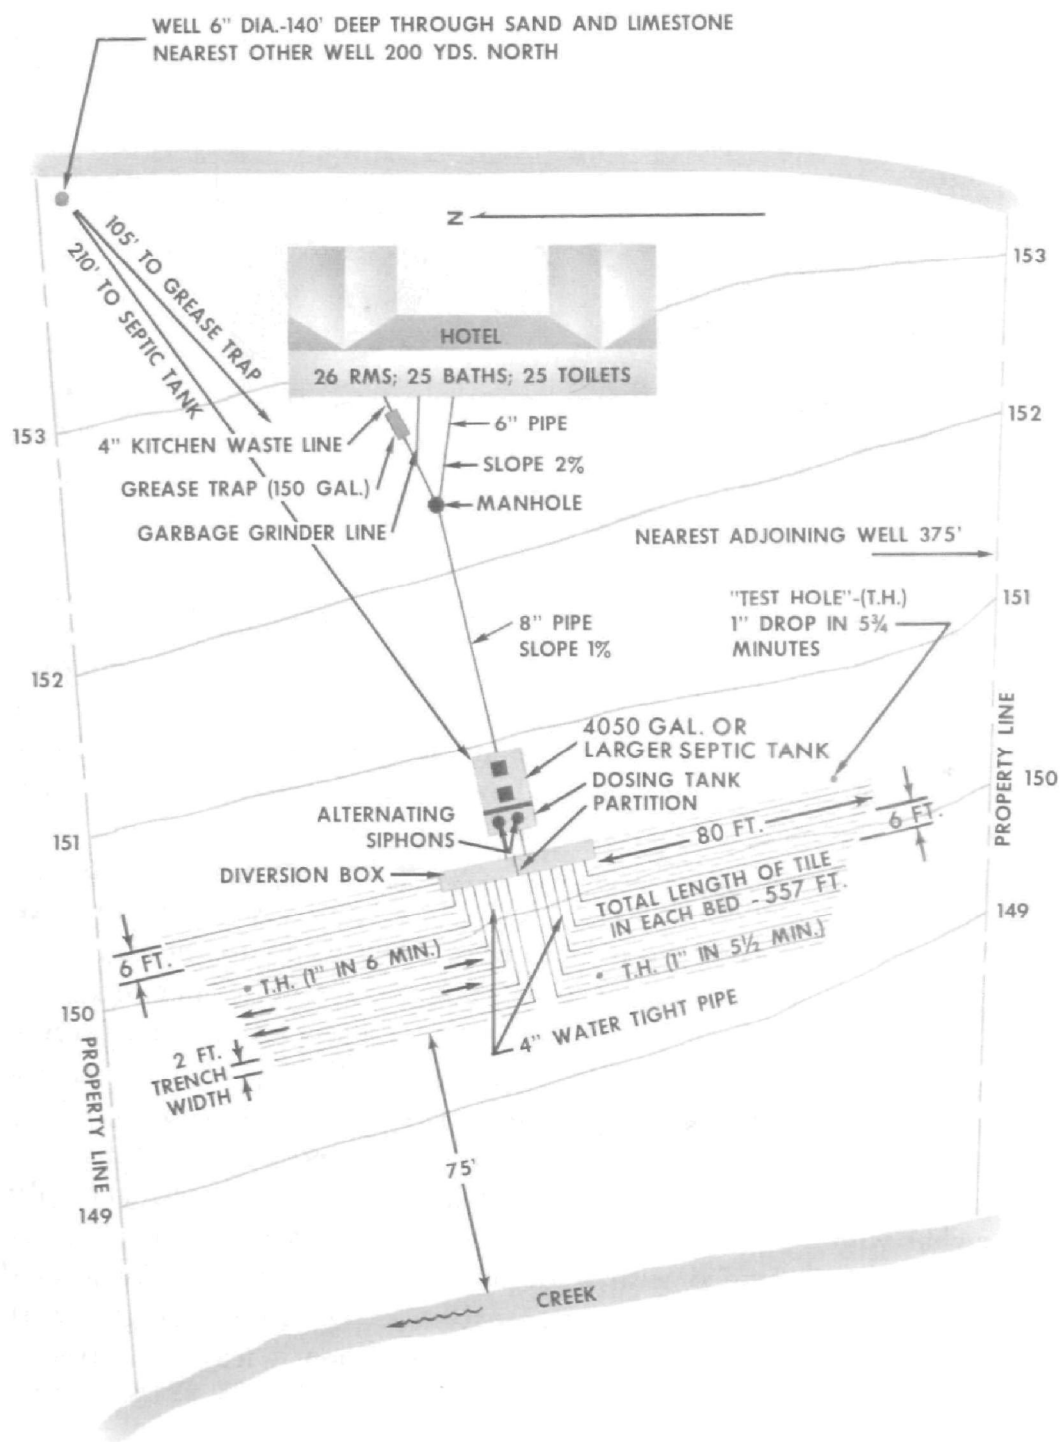 WELL 6" DIA.-140' DEEP THROUGH SAND AND LIMESTONE
NEAREST OTHER WELL 200 YDS. NORTH
N
105' TO GREASE TRAP
210' TO SEPTIC TANK
153
HOTEL
26 RMS; 25 BATHS; 25 TOILETS
152
153
4" KITCHEN WASTE LINE
6" PIPE
SLOPE 2%
GREASE TRAP (150 GAL.)
MANHOLE
GARBAGE GRINDER LINE
NEAREST ADJOINING WELL 375'
"TEST HOLE"-(T.H.)
1" DROP IN 5¾
MINUTES
151
8" PIPE
SLOPE 1%
152
PROPERTY LINE
4050 GAL. OR
LARGER SEPTIC TANK
DOSING TANK
PARTITION
150
ALTERNATING
SIPHONS
80 FT.
6 FT.
151
DIVERSION BOX
TOTAL LENGTH OF TILE
IN EACH BED - 557 FT.
149
6 FT.
T.H. (1" IN 6 MIN.)
T.H. (1" IN 5½ MIN.)
150
4" WATER TIGHT PIPE
2 FT.
TRENCH
WIDTH
PROPERTY LINE
75'
149
CREEK